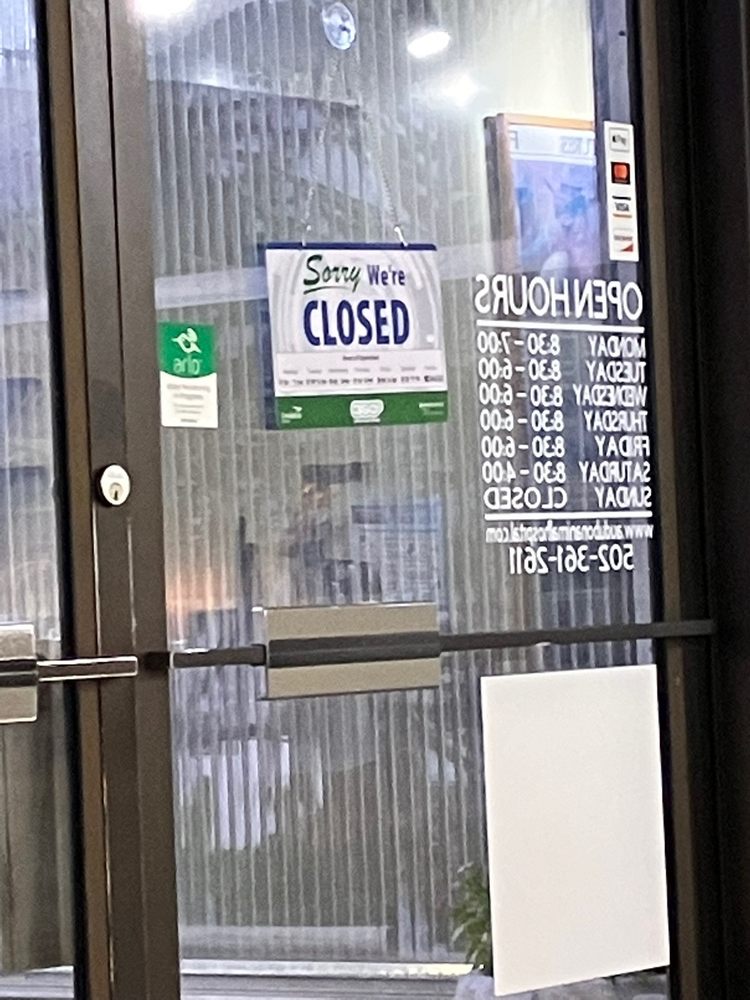 Pay
VISA
Sorry We're
CLOSED
OPEN HOURS
MONDAY 8:30 - 7:00
TUESDAY 8:30 - 6:00
WEDNESDAY 8:30 - 6:00
THURSDAY 8:30 - 6:00
FRIDAY 8:30 - 6:00
SATURDAY 8:30 - 4:00
SUNDAY CLOSED
www.audubonanimalhospital.com
502-361-2611